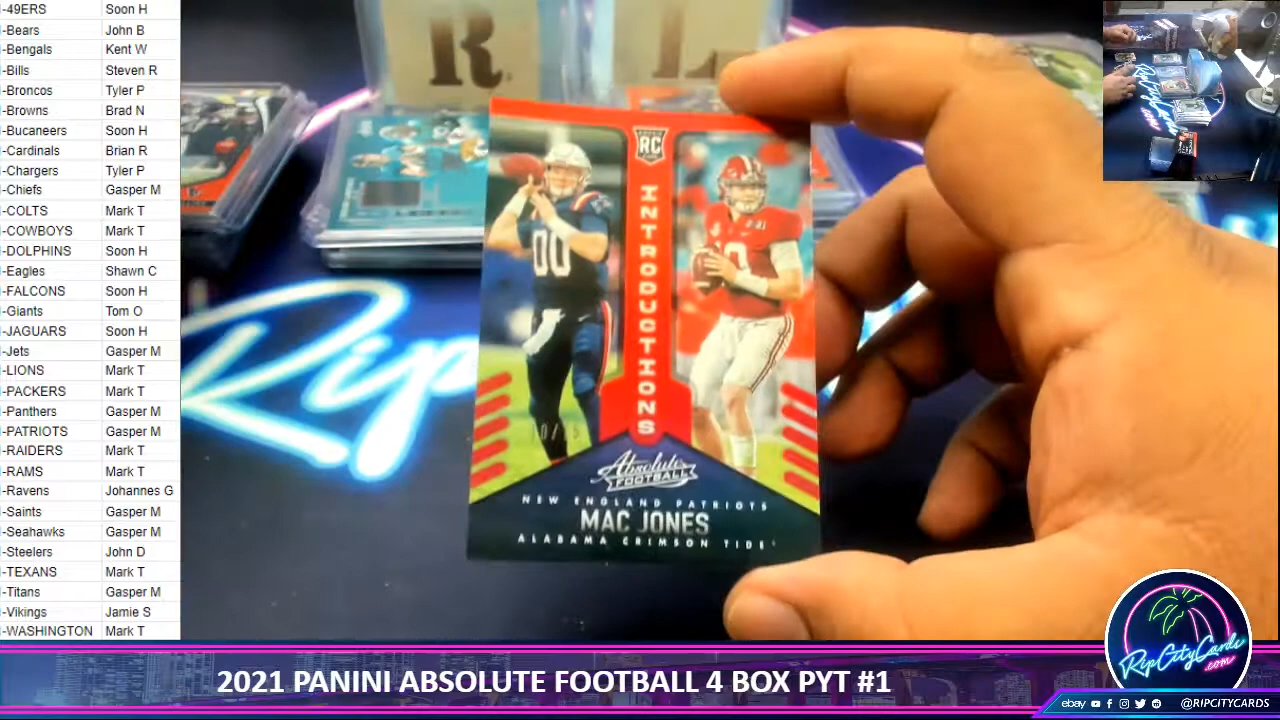 -49ERS Soon H
-Bears John B
-Bengals Kent W
-Bills Steven R
-Broncos Tyler P
-Browns Brad N
-Bucaneers Soon H
-Cardinals Brian R
-Chargers Tyler P
-Chiefs Gasper M
-COLTS Mark T
-COWBOYS Mark T
-DOLPHINS Soon H
-Eagles Shawn C
-FALCONS Soon H
-Giants Tom O
-JAGUARS Soon H
-Jets Gasper M
-LIONS Mark T
-PACKERS Mark T
-Panthers Gasper M
-PATRIOTS Gasper M
-RAIDERS Mark T
-RAMS Mark T
-Ravens Johannes G
-Saints Gasper M
-Seahawks Gasper M
-Steelers John D
-TEXANS Mark T
-Titans Gasper M
-Vikings Jamie S
-WASHINGTON Mark T
R
RC
INTRODUCTIONS
00
Rip
Absolute
FOOTBALL
NEW ENGLAND PATRIOTS
MAC JONES
ALABAMA CRIMSON TIDE
2021 PANINI ABSOLUTE FOOTBALL 4 BOX PYT #1
RipCityCards
.com
ebay @RIPCITYCARDS